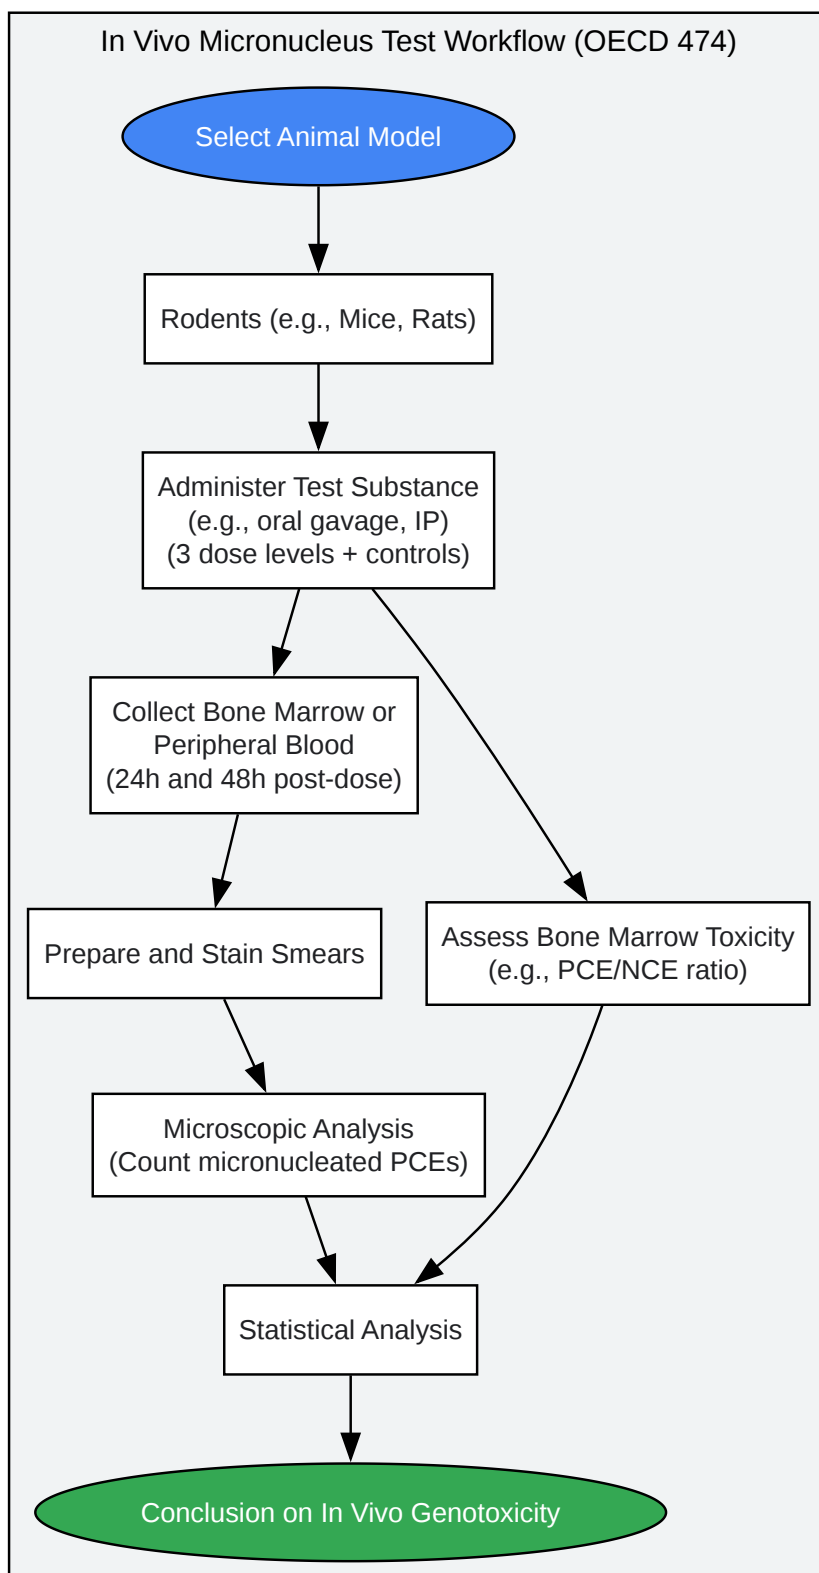 In Vivo Micronucleus Test Workflow (OECD 474)
Select Animal Model
Rodents (e.g., Mice, Rats)
Administer Test Substance
(e.g., oral gavage, IP)
(3 dose levels + controls)
Collect Bone Marrow or
Peripheral Blood
(24h and 48h post-dose)
Prepare and Stain Smears
Assess Bone Marrow Toxicity
(e.g., PCE/NCE ratio)
Microscopic Analysis
(Count micronucleated PCEs)
Statistical Analysis
Conclusion on In Vivo Genotoxicity